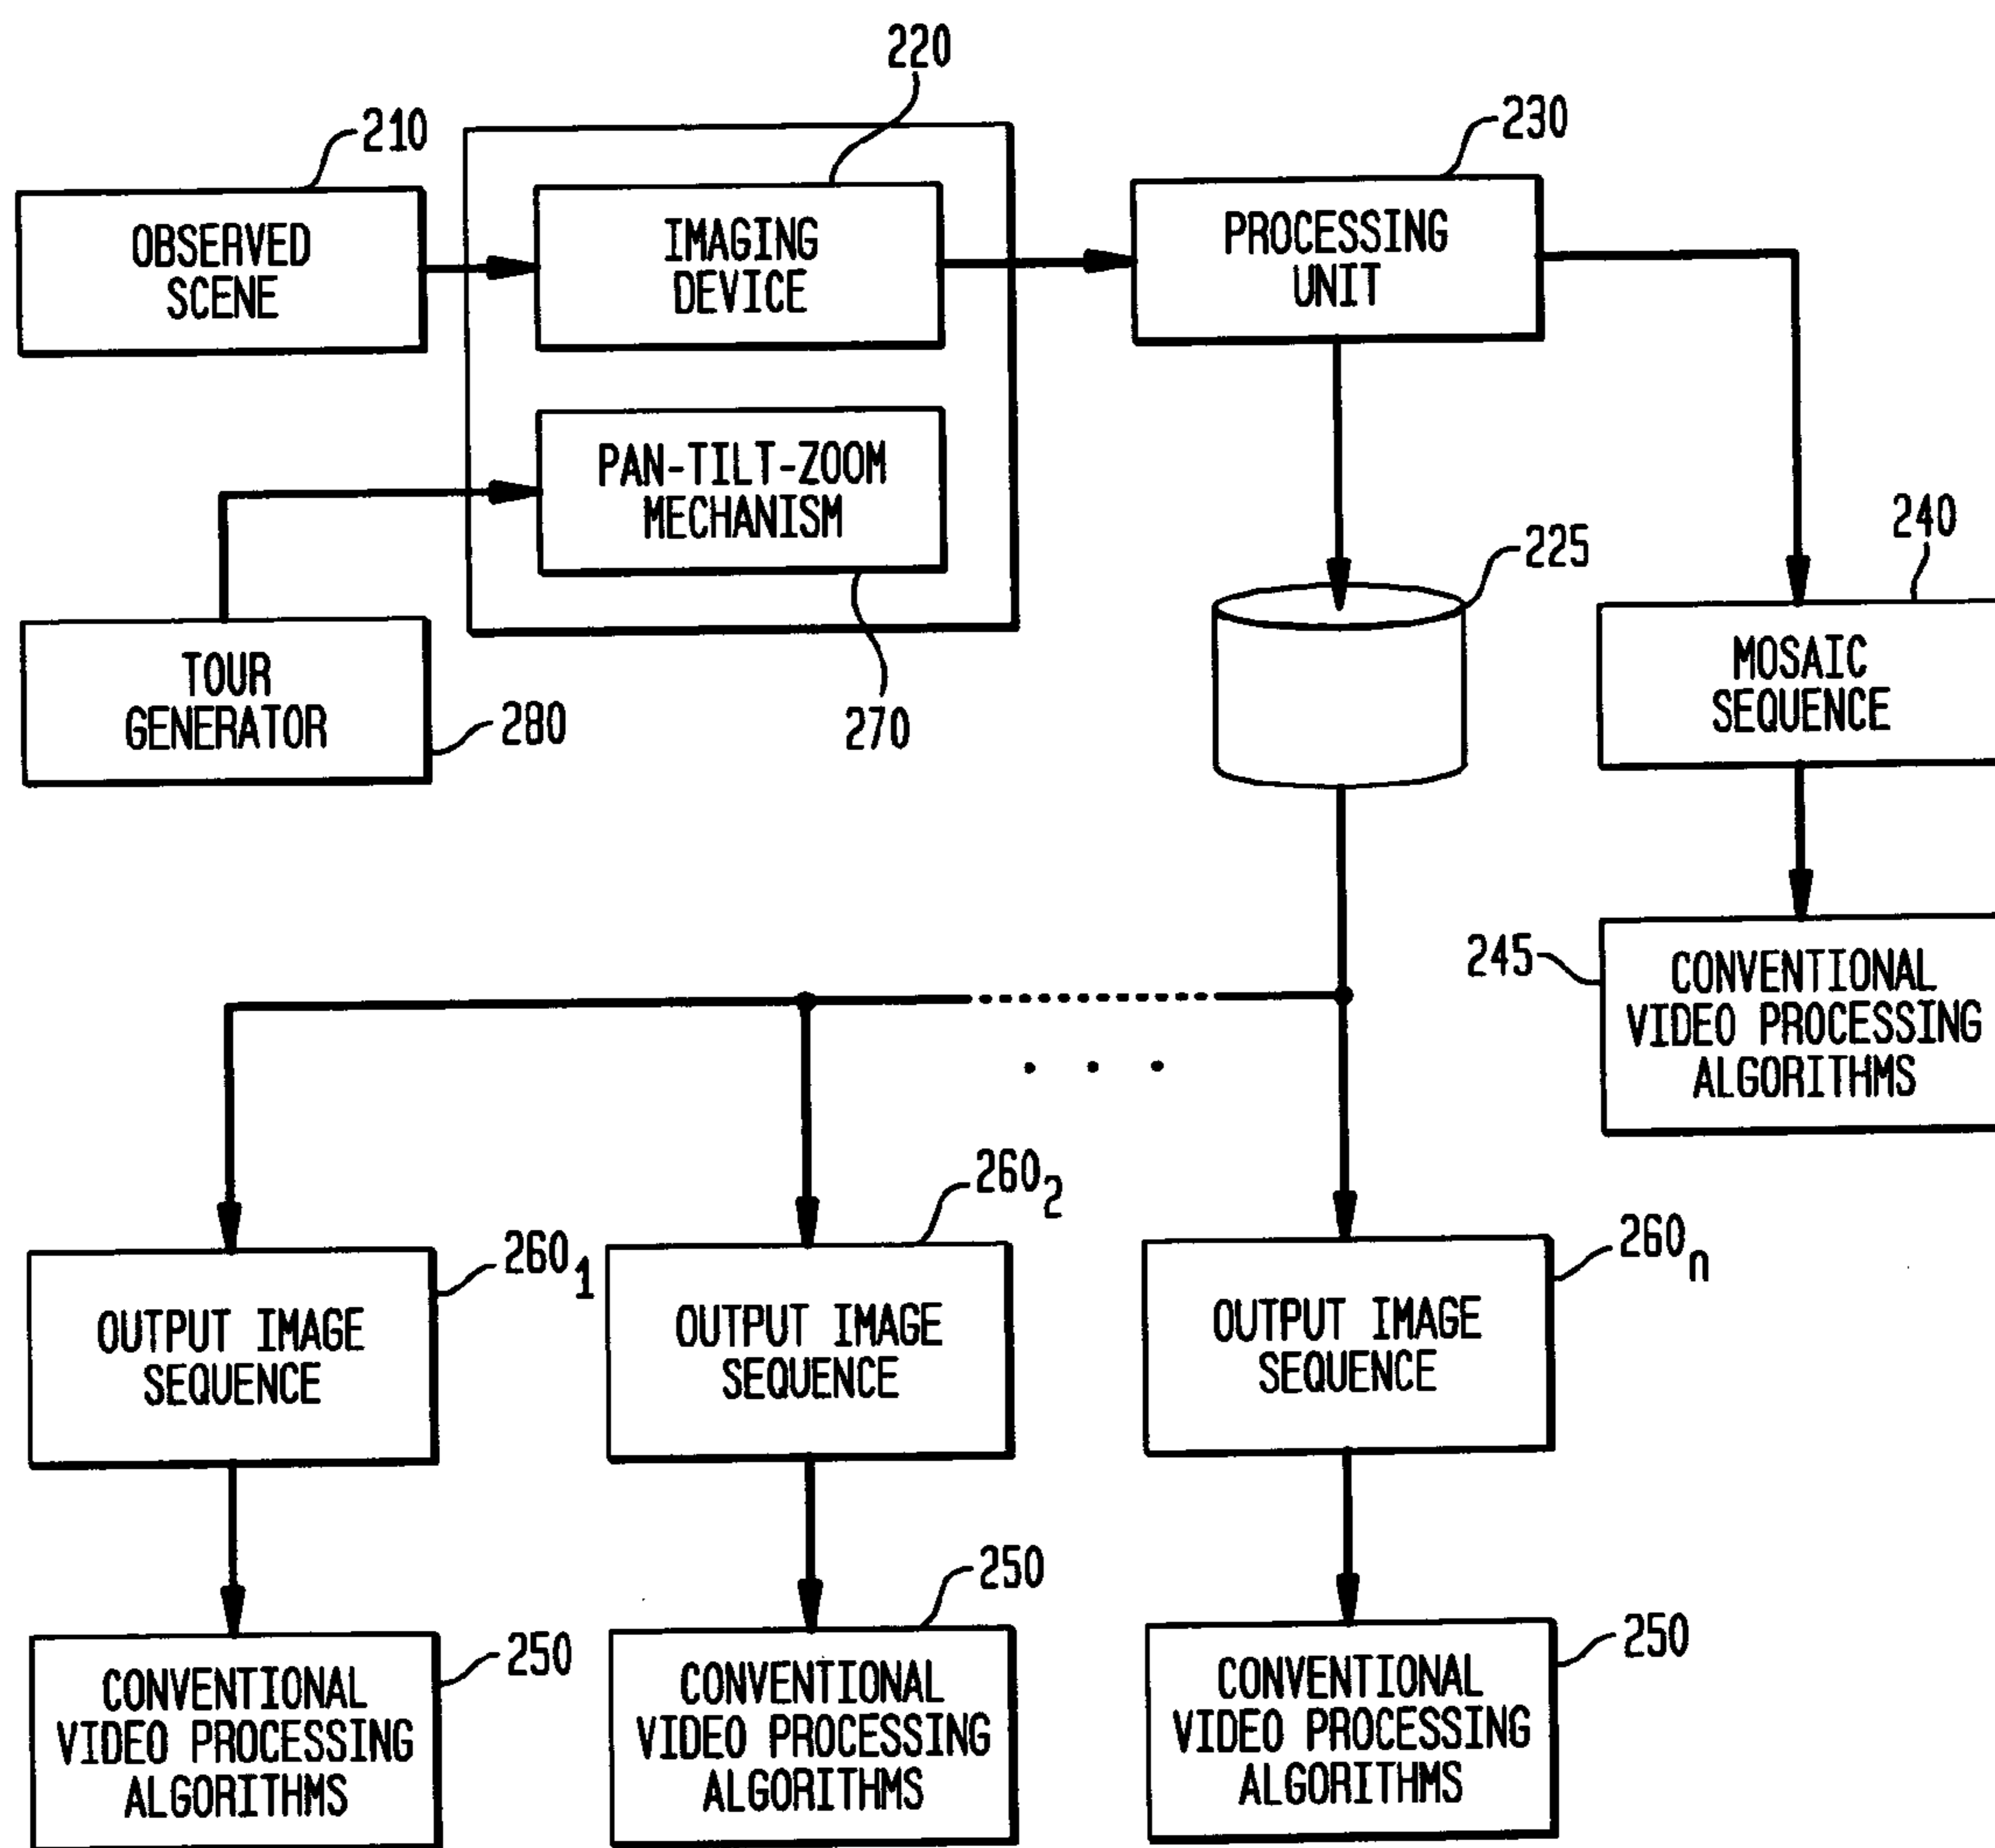 220
210
230
OBSERVED
SCENE
IMAGING
DEVICE
PROCESSING
UNIT
PAN-TILT-ZOOM
MECHANISM
270
TOUR
GENERATOR
280
225
240
MOSAIC
SEQUENCE
245
CONVENTIONAL
VIDEO PROCESSING
ALGORITHMS
. . .
260₁
OUTPUT IMAGE
SEQUENCE
260₂
OUTPUT IMAGE
SEQUENCE
260ₙ
OUTPUT IMAGE
SEQUENCE
250
CONVENTIONAL
VIDEO PROCESSING
ALGORITHMS
250
CONVENTIONAL
VIDEO PROCESSING
ALGORITHMS
250
CONVENTIONAL
VIDEO PROCESSING
ALGORITHMS